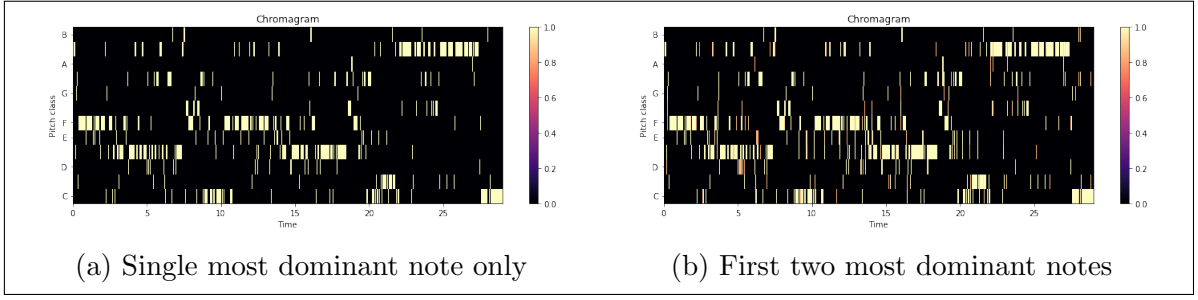 Chromagram
B
A
G
F
E
D
C
Pitch class
0 5 10 15 20 25
Time
1.0
0.8
0.6
0.4
0.2
0.0
(a) Single most dominant note only
Chromagram
B
A
G
F
E
D
C
Pitch class
0 5 10 15 20 25
Time
1.0
0.8
0.6
0.4
0.2
0.0
(b) First two most dominant notes